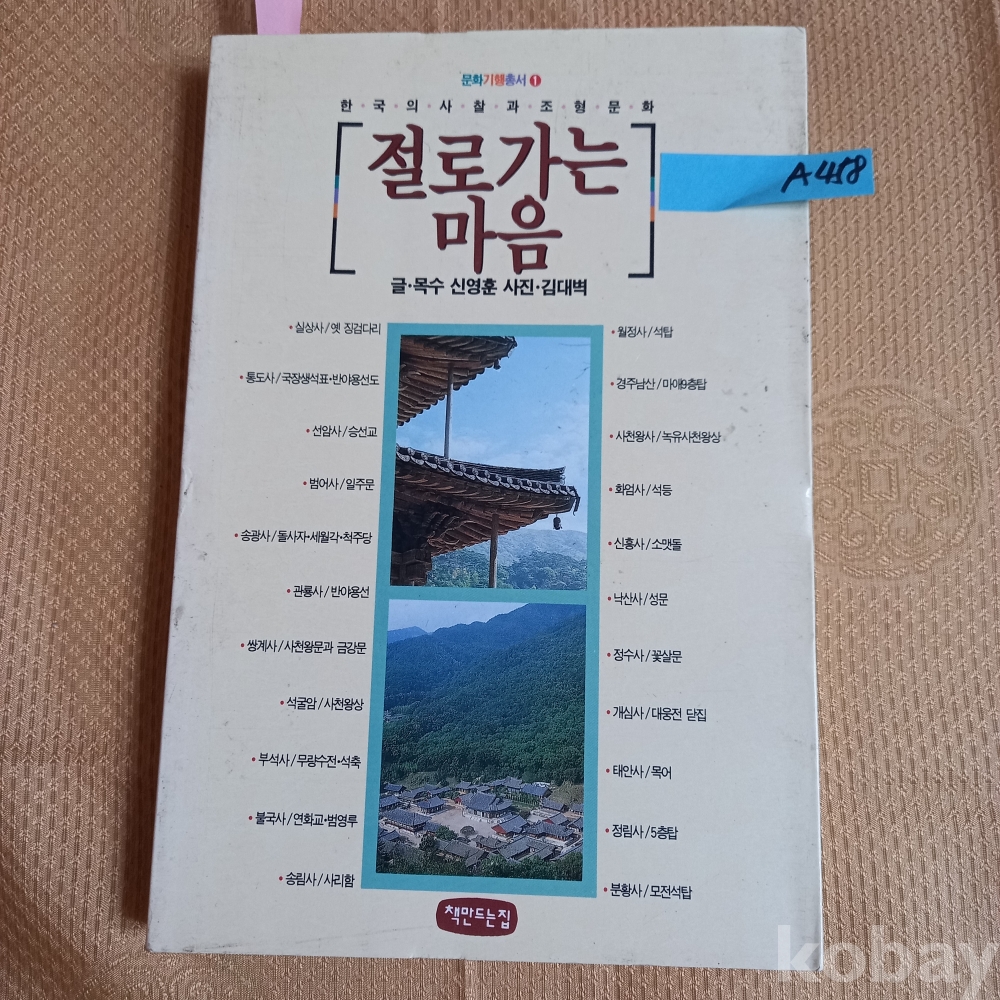 문화기행총서 1
한·국·의·사·찰·과·조·형·문·화
절로가는
마음
A458
글·목수 신영훈 사진·김대벽
•실상사/옛 징검다리
•통도사/국장생석표·반야용선도
•선암사/승선교
•범어사/일주문
•송광사/돌사자·세월각·척주당
•관룡사/반야용선
•쌍계사/사천왕문과 금강문
•석굴암/사천왕상
•부석사/무량수전·석축
•불국사/연화교·범영루
•송림사/사리함
•월정사/석탑
•경주남산/마애9층탑
•사천왕사/녹유사천왕상
•화엄사/석등
•신흥사/소맷돌
•낙산사/성문
•정수사/꽃살문
•개심사/대웅전 닫집
•태안사/목어
•정림사/5층탑
•분황사/모전석탑
책만드는집
kobay